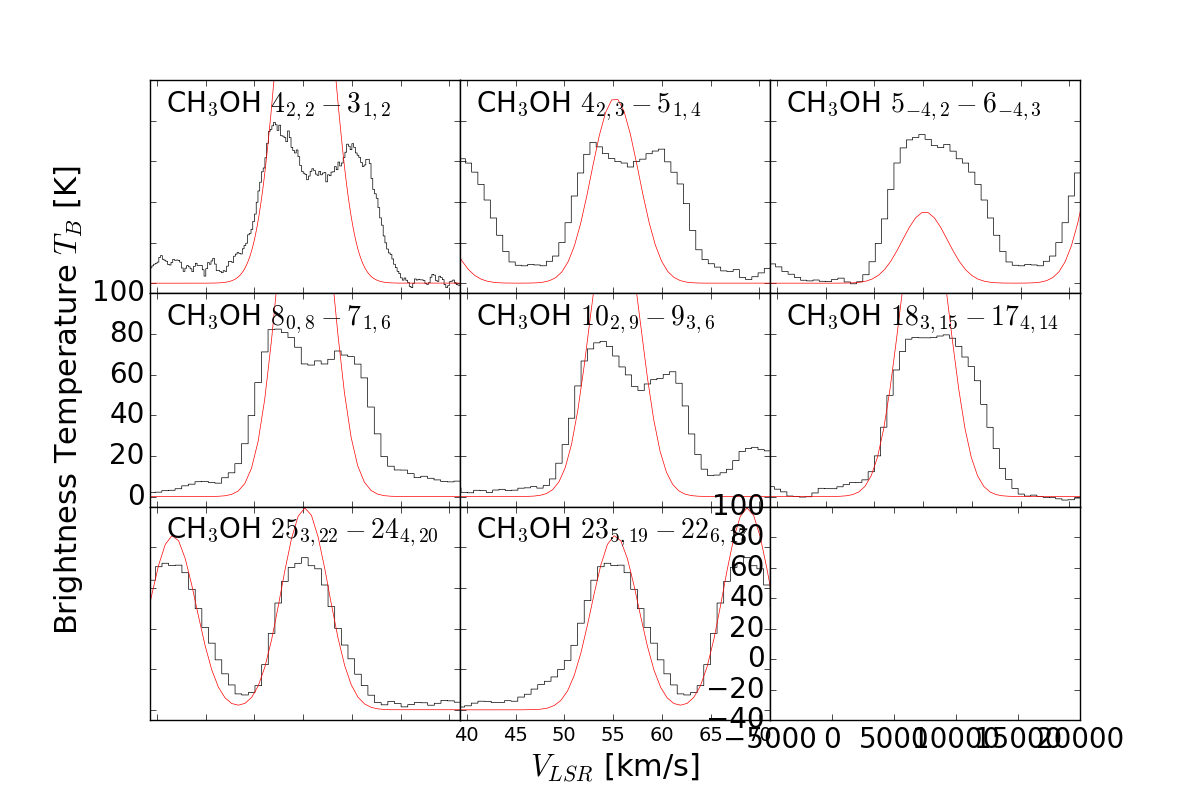 CH₃OH 4₂,₂ − 3₁,₂
CH₃OH 4₂,₃ − 5₁,₄
CH₃OH 5₋₄,₂ − 6₋₄,₃
Brightness Temperature T_B [K]
CH₃OH 8₀,₈ − 7₁,₆
CH₃OH 10₂,₉ − 9₃,₆
CH₃OH 18₃,₁₅ − 17₄,₁₄
100
80
60
40
20
0
CH₃OH 25₃,₂₂ − 24₄,₂₀
CH₃OH 23₅,₁₉ − 22₆,
100
80
60
40
20
0
−20
−40
40 45 50 55 60 65 70
−5000 0 5000 10000 15000 20000
V_LSR [km/s]